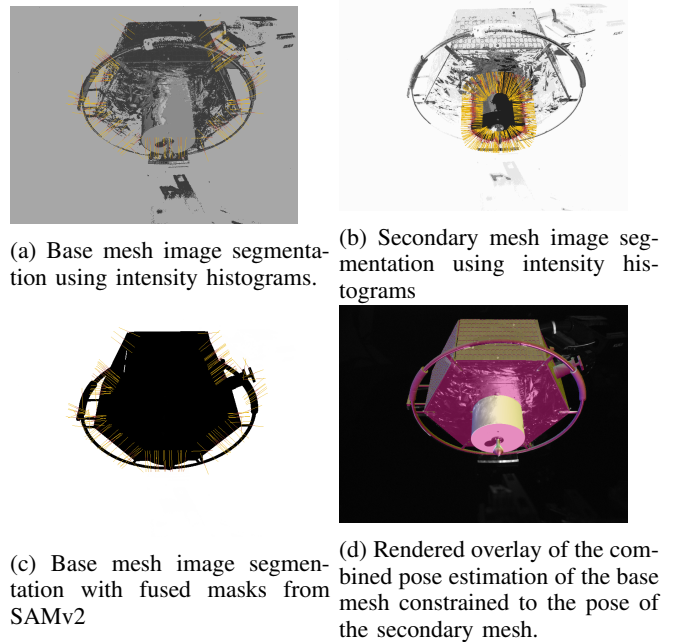 (a) Base mesh image segmenta-
tion using intensity histograms.
(b) Secondary mesh image seg-
mentation using intensity his-
tograms
(c) Base mesh image segmen-
tation with fused masks from
SAMv2
(d) Rendered overlay of the com-
bined pose estimation of the base
mesh constrained to the pose of
the secondary mesh.